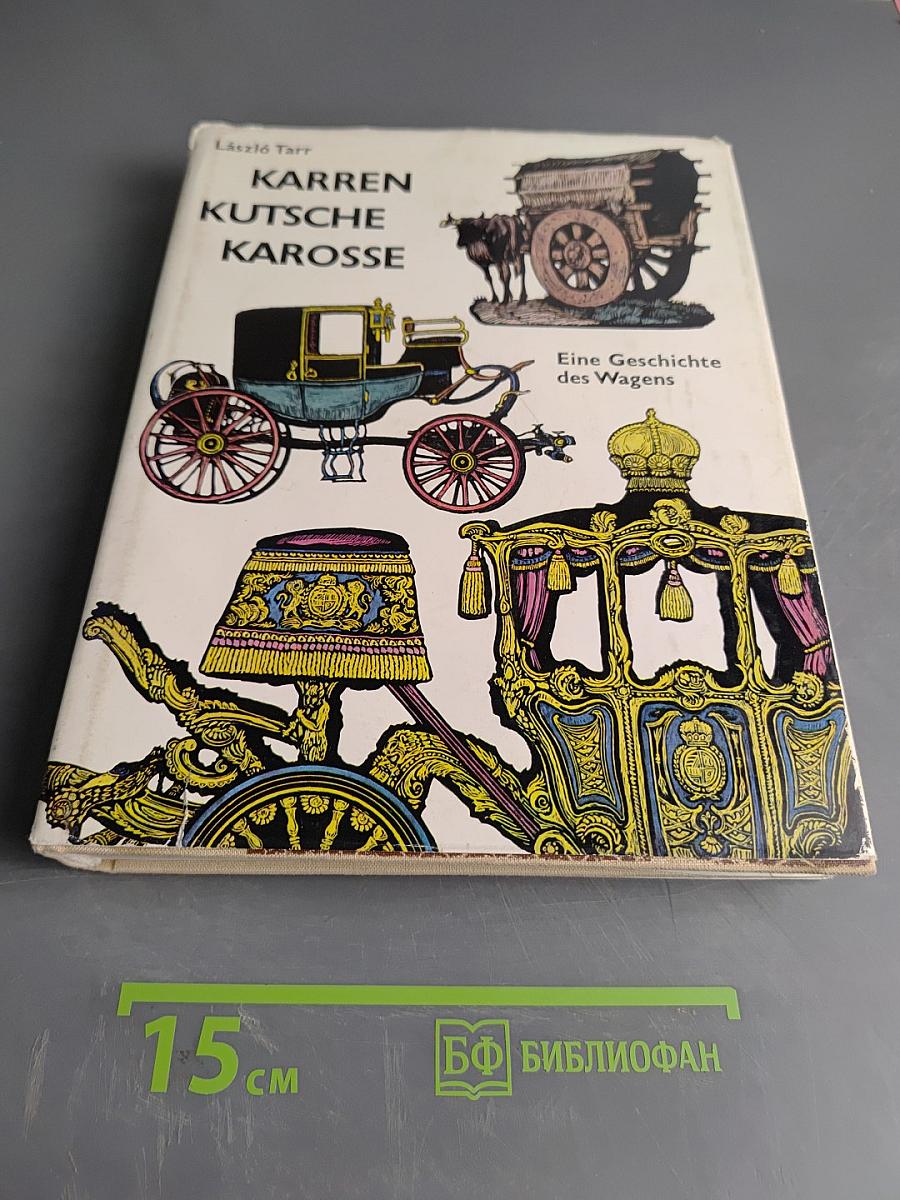 László Tarr
KARREN
KUTSCHE
KAROSSE
Eine Geschichte
des Wagens
15 см
БФ БИБЛИОФАН